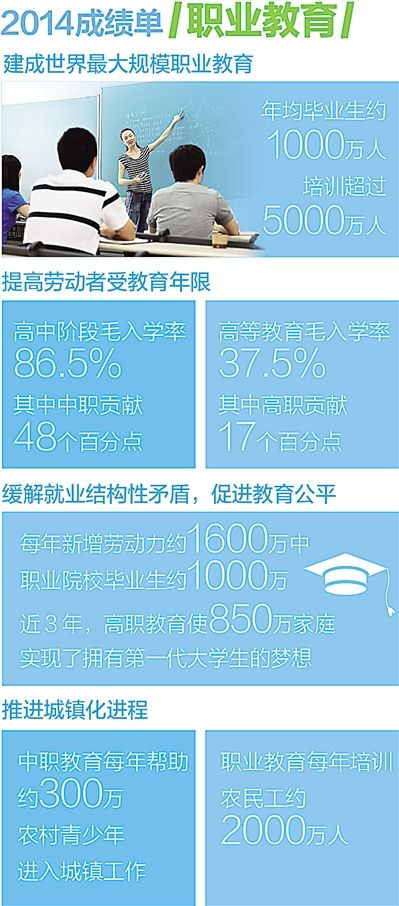 2014成绩单/职业教育/
建成世界最大规模职业教育
年均毕业生约
1000万人
培训超过
5000万人
提高劳动者受教育年限
高中阶段毛入学率
86.5%
其中中职贡献
48个百分点
高等教育毛入学率
37.5%
其中高职贡献
17个百分点
缓解就业结构性矛盾，促进教育公平
每年新增劳动力约1600万中
职业院校毕业生约1000万
近3年，高职教育使850万家庭
实现了拥有第一代大学生的梦想
推进城镇化进程
中职教育每年帮助
约300万
农村青少年
进入城镇工作
职业教育每年培训
农民工约
2000万人